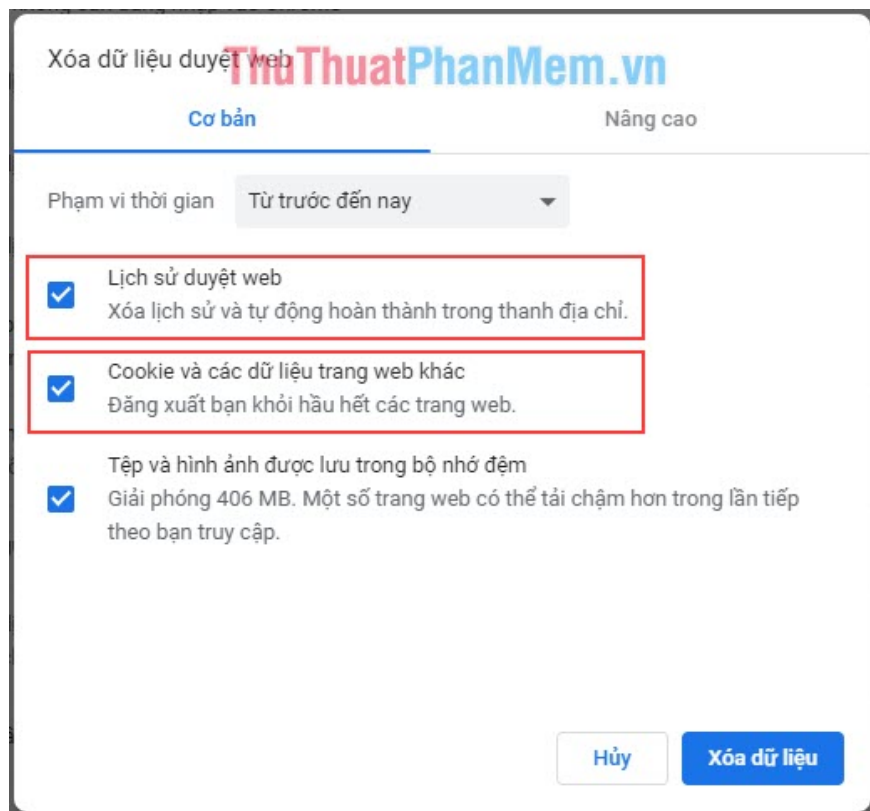 Xóa dữ liệu duyệt web
ThuThuatPhanMem.vn
Cơ bản
Nâng cao
Phạm vi thời gian
Từ trước đến nay
Lịch sử duyệt web
Xóa lịch sử và tự động hoàn thành trong thanh địa chỉ.
Cookie và các dữ liệu trang web khác
Đăng xuất bạn khỏi hầu hết các trang web.
Tệp và hình ảnh được lưu trong bộ nhớ đệm
Giải phóng 406 MB. Một số trang web có thể tải chậm hơn trong lần tiếp
theo bạn truy cập.
Hủy
Xóa dữ liệu